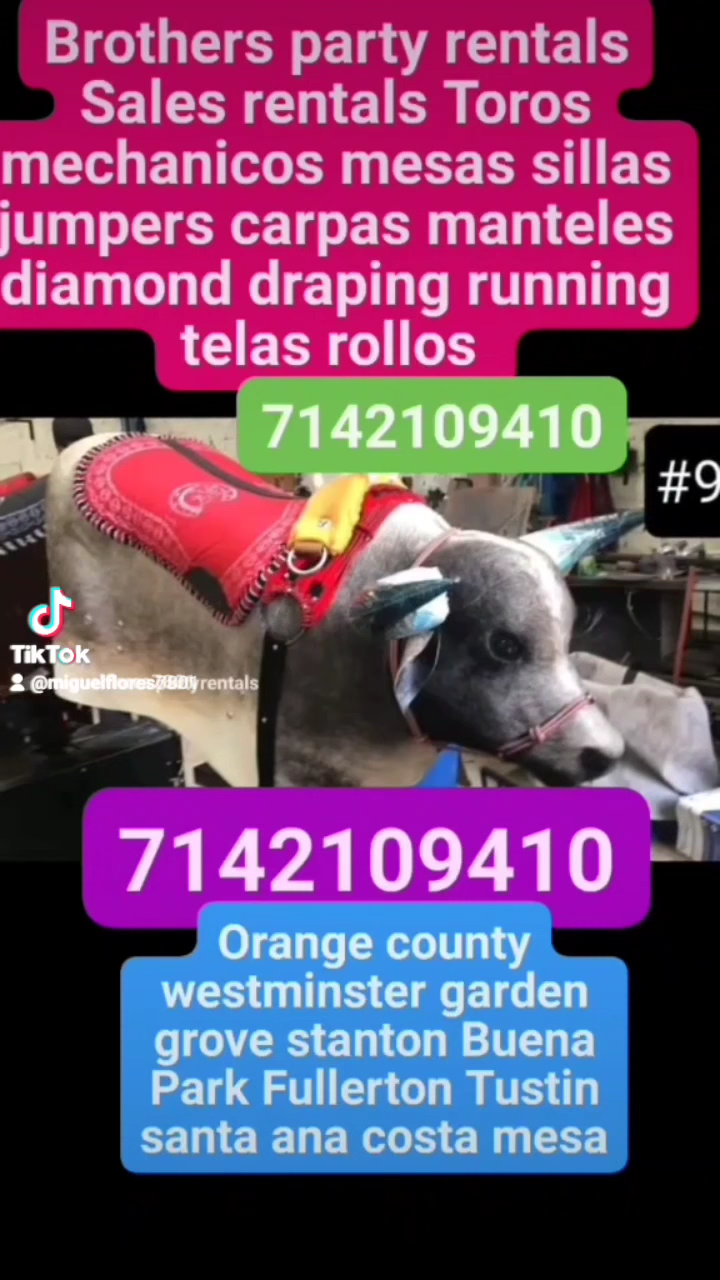 Brothers party rentals
Sales rentals Toros
mechanicos mesas sillas
jumpers carpas manteles
diamond draping running
telas rollos
7142109410
#9
TikTok
7142109410
Orange county
westminster garden
grove stanton Buena
Park Fullerton Tustin
santa ana costa mesa